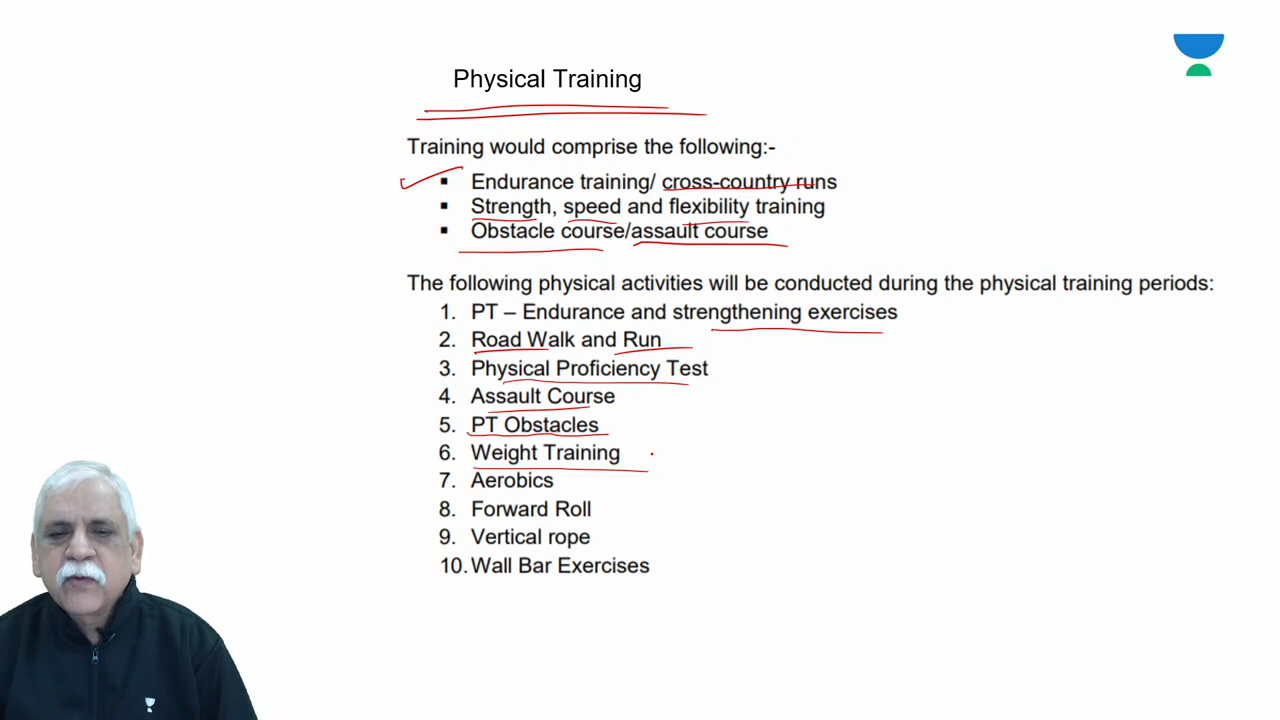 Physical Training
Training would comprise the following:-
▪ Endurance training/ cross-country runs
▪ Strength, speed and flexibility training
▪ Obstacle course/assault course
The following physical activities will be conducted during the physical training periods:
1. PT – Endurance and strengthening exercises
2. Road Walk and Run
3. Physical Proficiency Test
4. Assault Course
5. PT Obstacles
6. Weight Training
7. Aerobics
8. Forward Roll
9. Vertical rope
10. Wall Bar Exercises